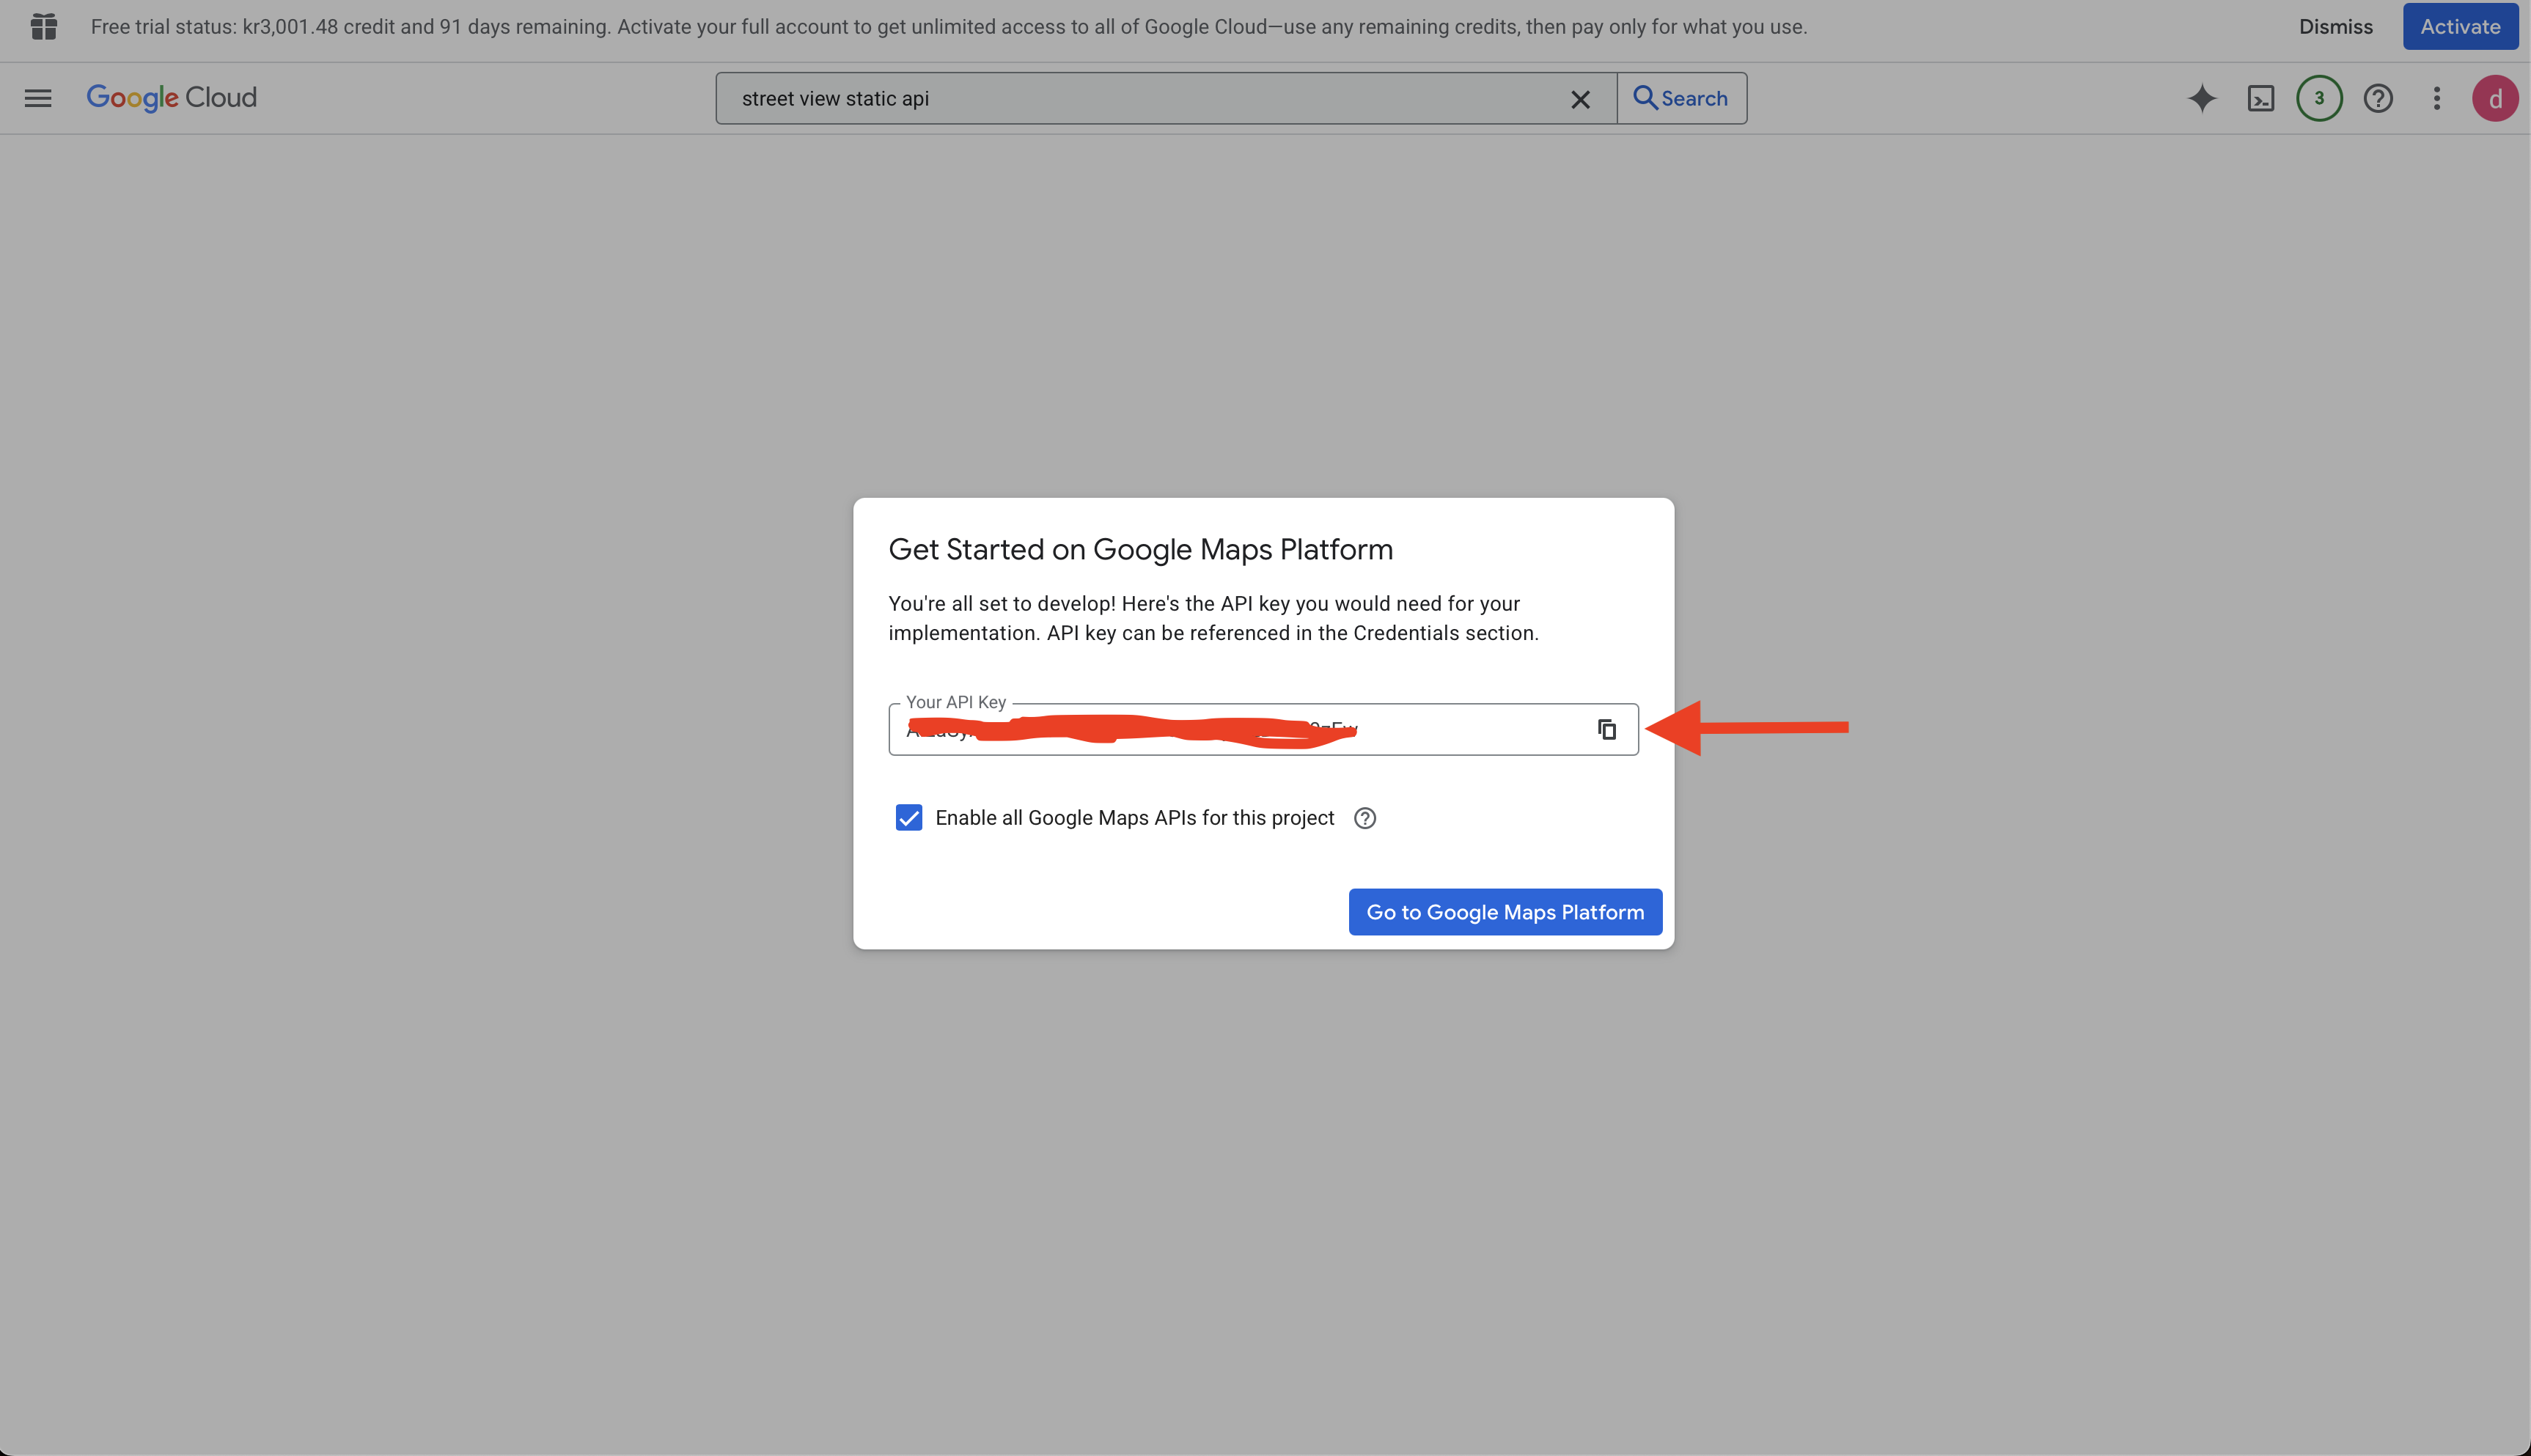 Free trial status: kr3,001.48 credit and 91 days remaining. Activate your full account to get unlimited access to all of Google Cloud—use any remaining credits, then pay only for what you use.
Dismiss
Activate
Google Cloud
street view static api
Search
3
d
Get Started on Google Maps Platform
You're all set to develop! Here's the API key you would need for your
implementation. API key can be referenced in the Credentials section.
Your API Key
Enable all Google Maps APIs for this project
Go to Google Maps Platform